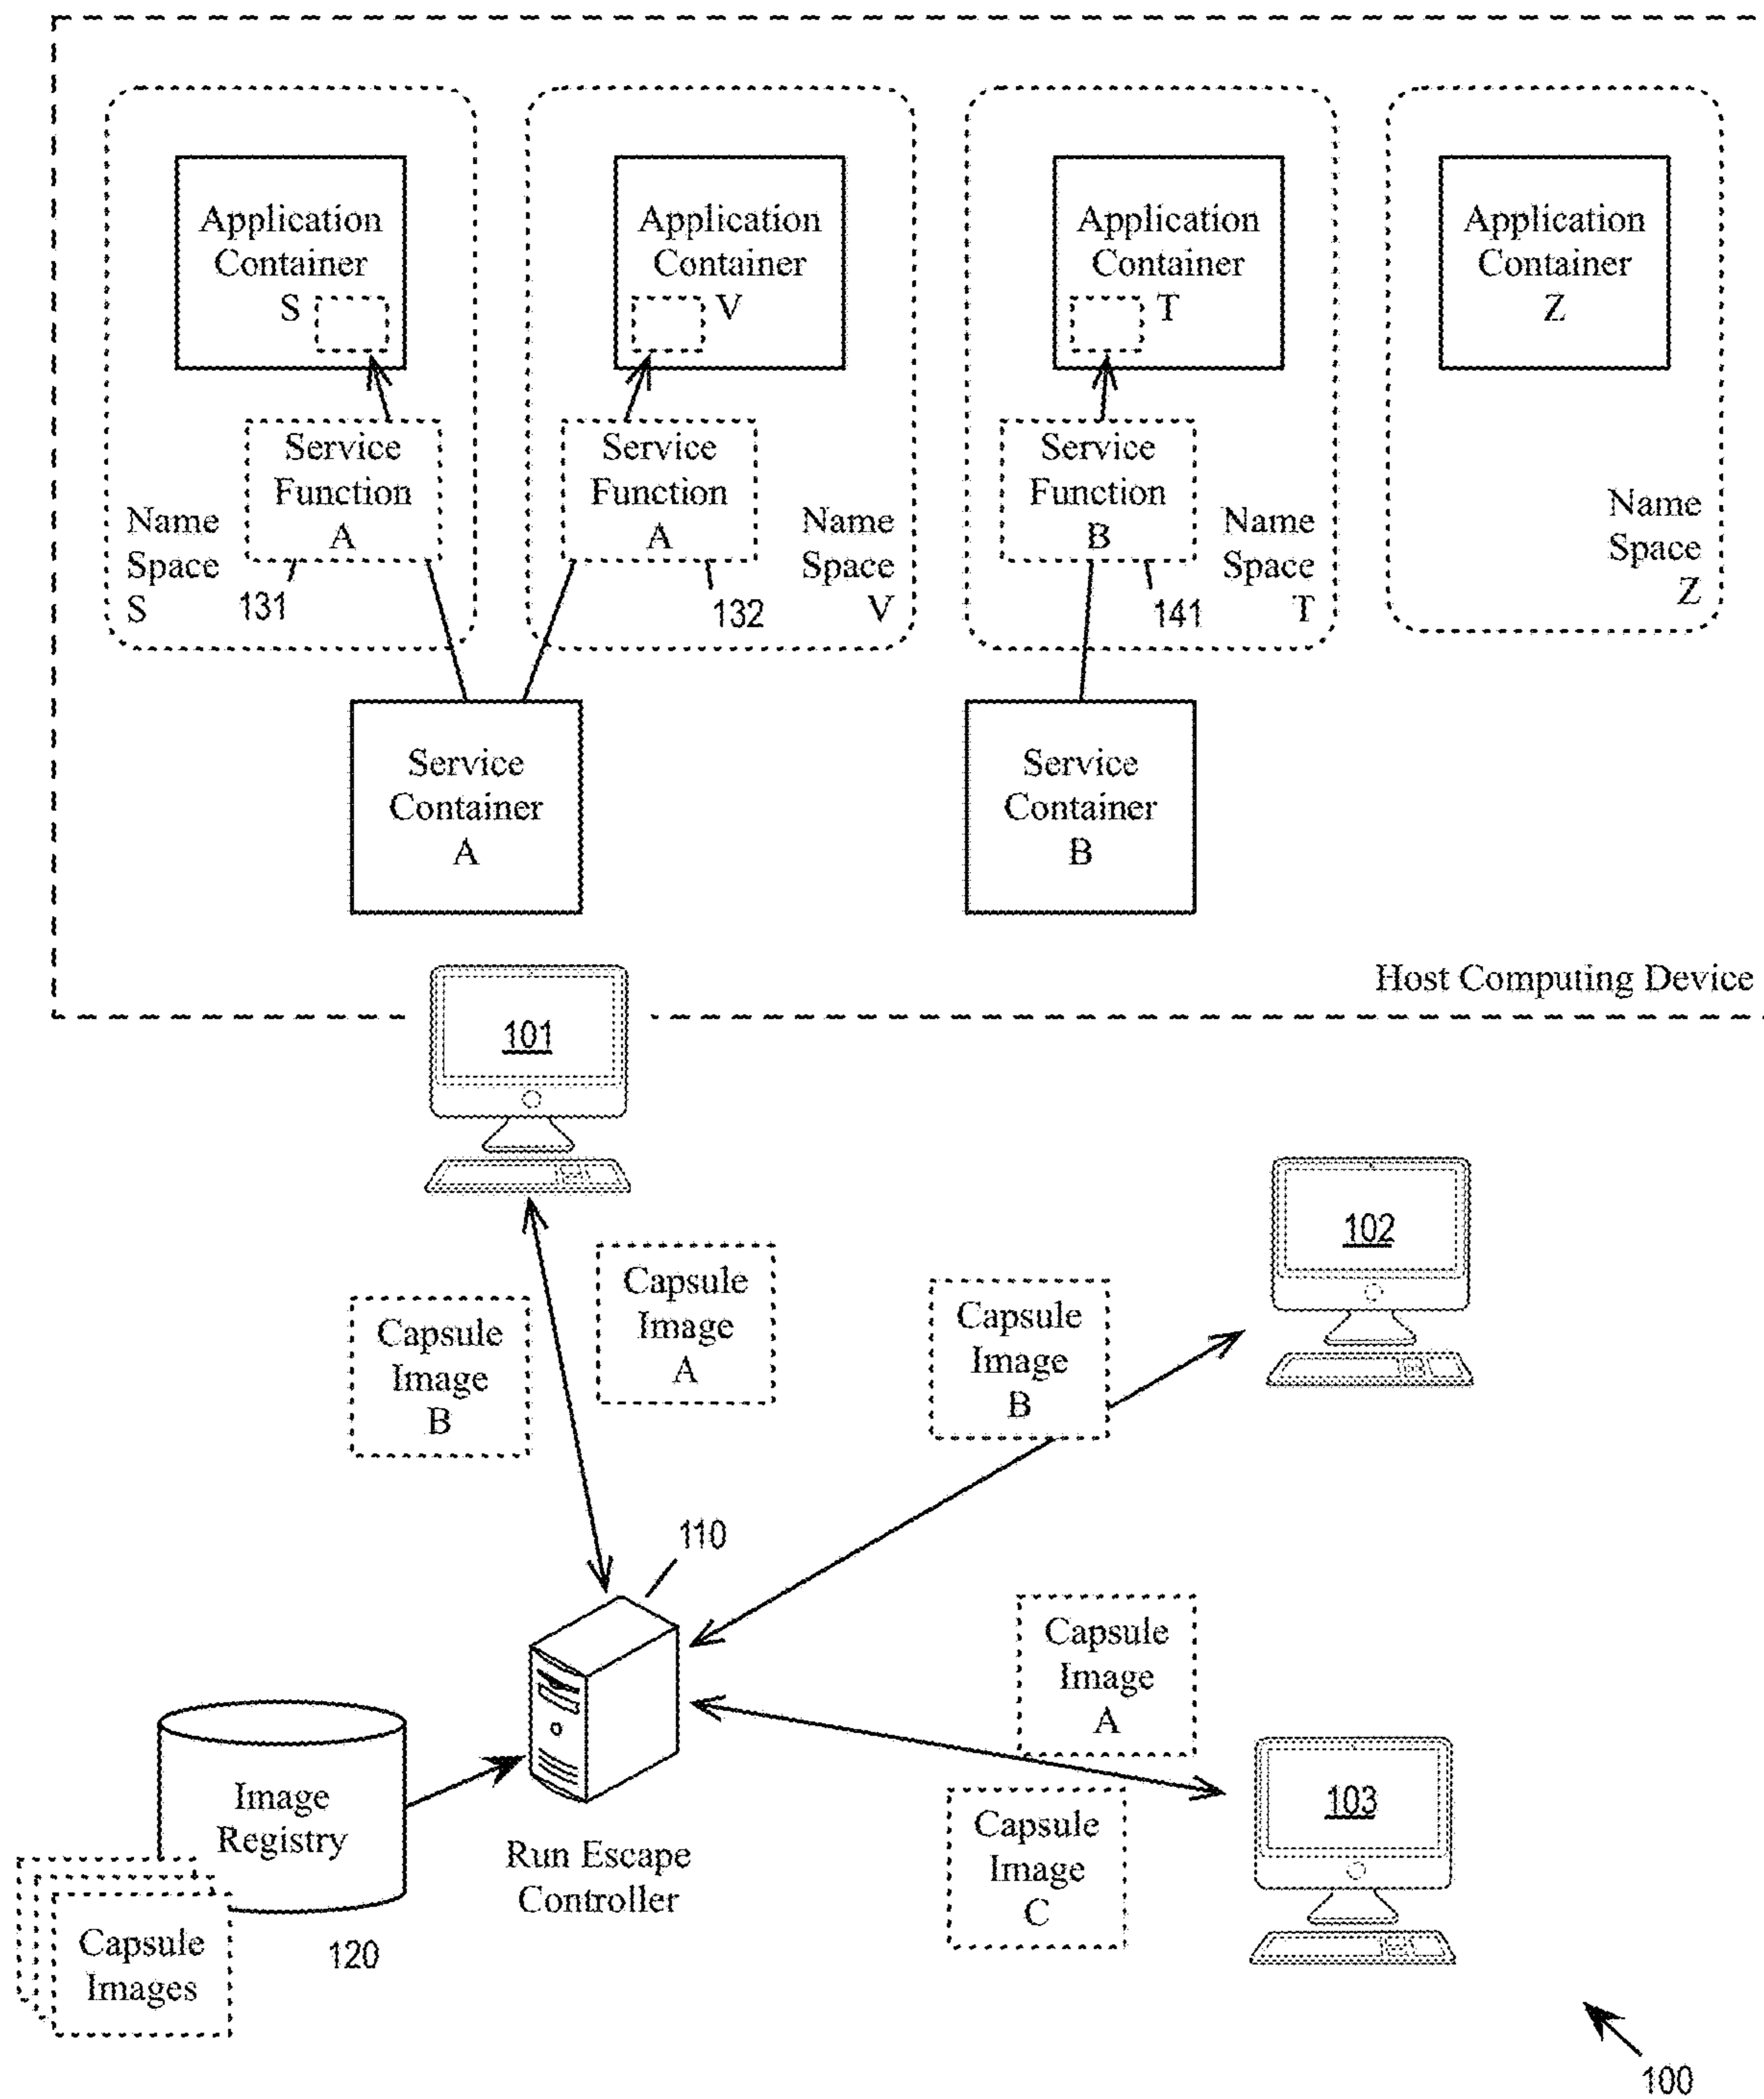 Application
Container
S
Application
Container
V
Application
Container
T
Application
Container
Z
Service
Function
A
Service
Function
A
Service
Function
B
Name
Space
S
Name
Space
V
Name
Space
T
Name
Space
Z
131
132
141
Service
Container
A
Service
Container
B
Host Computing Device
101
102
Capsule
Image
A
Capsule
Image
B
Capsule
Image
B
110
Capsule
Image
A
Image
Registry
Run Escape
Controller
103
Capsule
Image
C
Capsule
Images
120
100